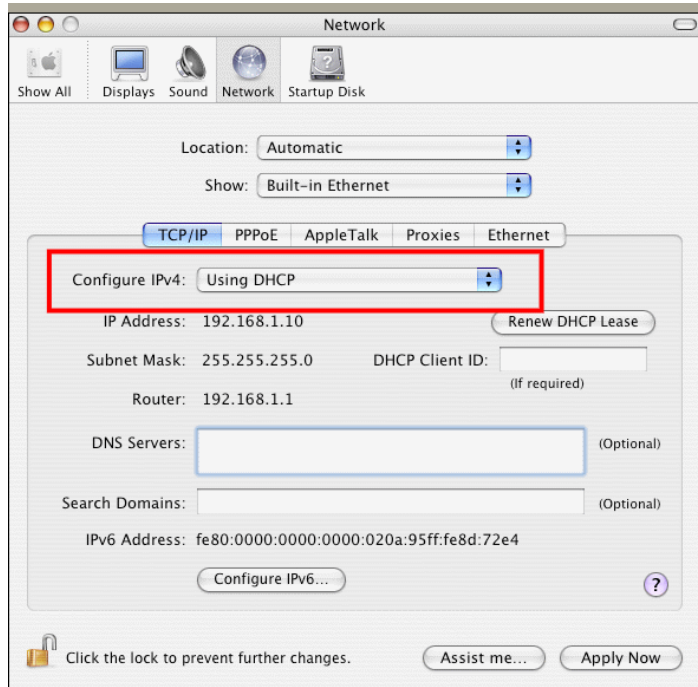 Network
Show All Displays Sound Network Startup Disk
Location: Automatic
Show: Built-in Ethernet
TCP/IP PPPoE AppleTalk Proxies Ethernet
Configure IPv4: Using DHCP
IP Address: 192.168.1.10 Renew DHCP Lease
Subnet Mask: 255.255.255.0 DHCP Client ID:
(If required)
Router: 192.168.1.1
DNS Servers: (Optional)
Search Domains: (Optional)
IPv6 Address: fe80:0000:0000:0000:020a:95ff:fe8d:72e4
Configure IPv6... ?
Click the lock to prevent further changes. Assist me... Apply Now